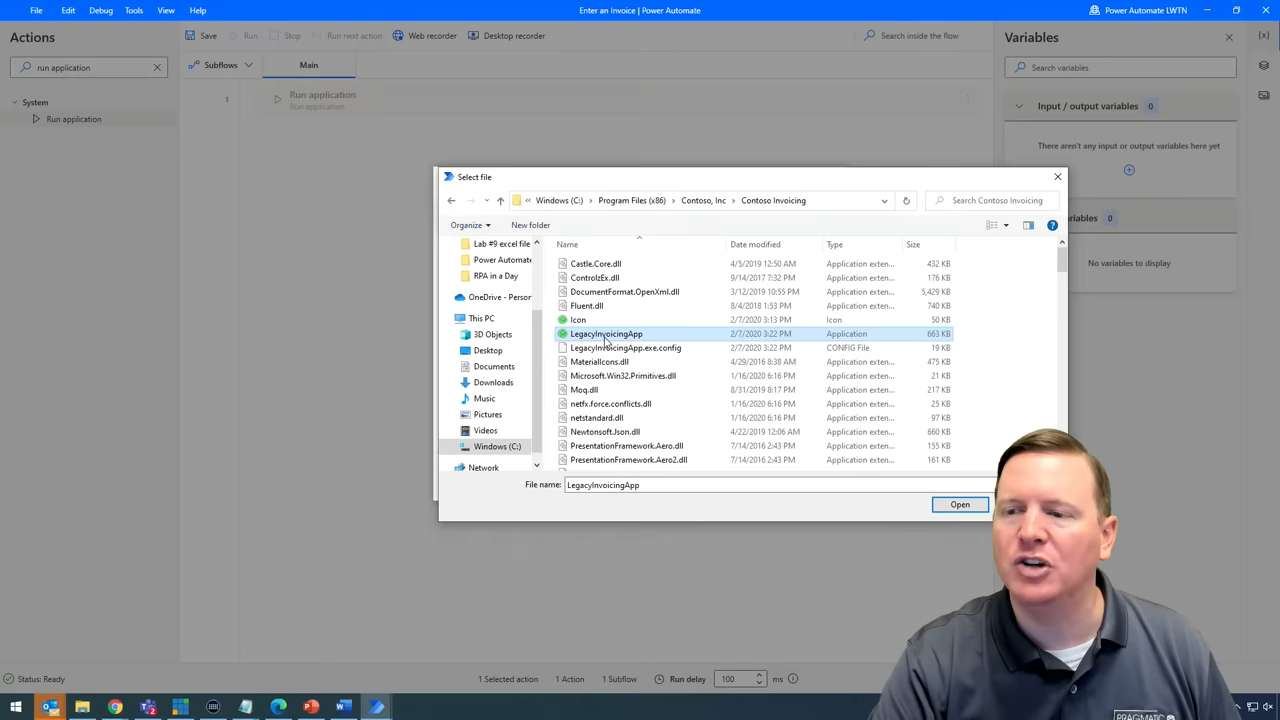 File Edit Debug Tools View Help
Enter an Invoice | Power Automate
Power Automate LWTN
Actions
run application
System
Run application
Save Run Stop Run next action Web recorder Desktop recorder Search inside the flow
Subflows Main
1 Run application
Run application
Variables
{x}
Search variables
Input / output variables 0
There aren't any input or output variables here yet
ariables 0
No variables to display
Select file
« Windows (C:) > Program Files (x86) > Contoso, Inc > Contoso Invoicing
Search Contoso Invoicing
Organize New folder
Lab #9 excel file
Power Automate
RPA in a Day
OneDrive - Person
This PC
3D Objects
Desktop
Documents
Downloads
Music
Pictures
Videos
Windows (C:)
Network
Name Date modified Type Size
Castle.Core.dll 4/5/2019 12:50 AM Application exten... 432 KB
ControlzEx.dll 9/14/2017 7:32 PM Application exten... 176 KB
DocumentFormat.OpenXml.dll 3/12/2019 10:55 PM Application exten... 5,429 KB
Fluent.dll 8/4/2018 1:53 PM Application exten... 740 KB
Icon 2/7/2020 3:13 PM Icon 50 KB
LegacyInvoicingApp 2/7/2020 3:22 PM Application 663 KB
LegacyInvoicingApp.exe.config 2/7/2020 3:22 PM CONFIG File 19 KB
MaterialIcons.dll 4/29/2016 8:38 AM Application exten... 475 KB
Microsoft.Win32.Primitives.dll 1/16/2020 6:16 PM Application exten... 21 KB
Moq.dll 8/31/2019 8:17 PM Application exten... 217 KB
netfx.force.conflicts.dll 1/16/2020 6:16 PM Application exten... 25 KB
netstandard.dll 1/16/2020 6:16 PM Application exten... 97 KB
Newtonsoft.Json.dll 4/22/2019 12:06 AM Application exten... 660 KB
PresentationFramework.Aero.dll 7/14/2016 2:43 PM Application exten... 155 KB
PresentationFramework.Aero2.dll 7/14/2016 2:43 PM Application exten... 161 KB
File name: LegacyInvoicingApp
Open
Status: Ready 1 Selected action 1 Action 1 Subflow Run delay 100 ms
PRAGMATIC